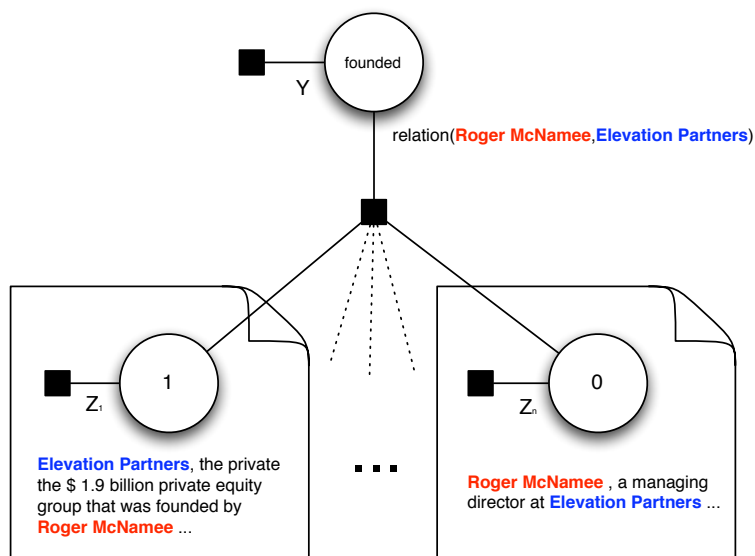 founded
Y
relation(Roger McNamee,Elevation Partners)
1
Z1
Elevation Partners, the private
the $ 1.9 billion private equity
group that was founded by
Roger McNamee ...
...
0
Zn
Roger McNamee , a managing
director at Elevation Partners ...